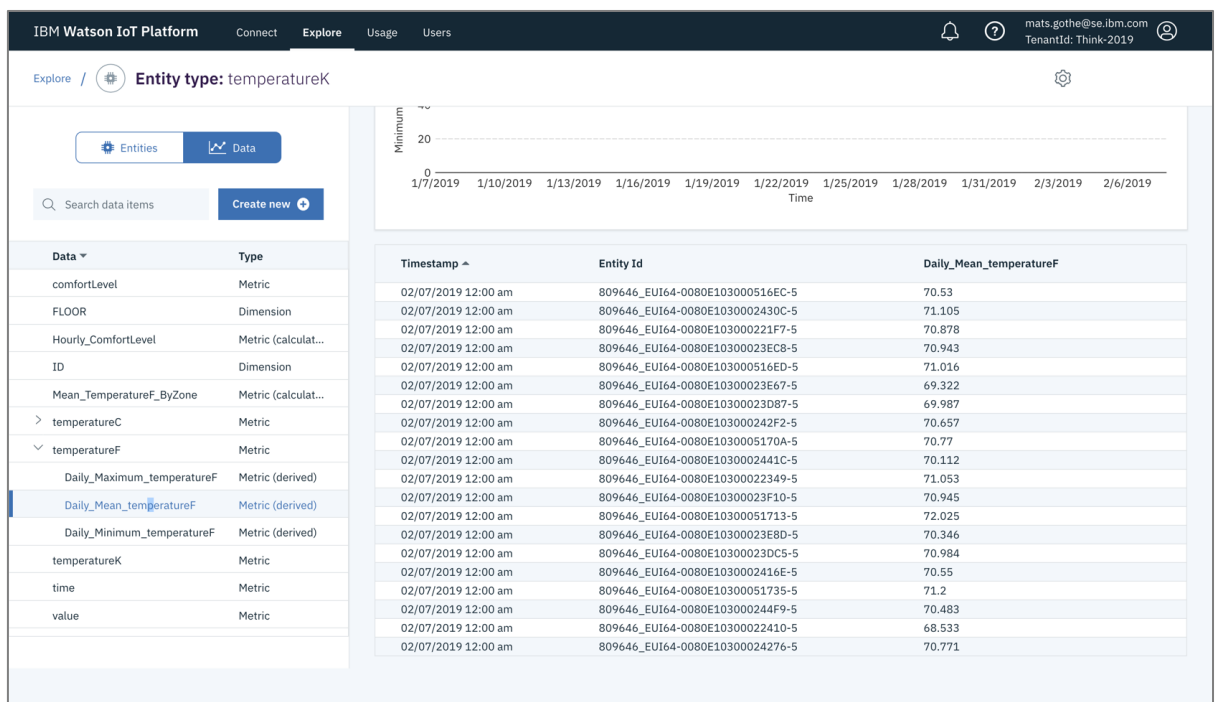 IBM Watson IoT Platform Connect Explore Usage Users
mats.gothe@se.ibm.com
TenantId: Think-2019
Explore / Entity type: temperatureK
Entities Data
Search data items Create new
Data Type
comfortLevel Metric
FLOOR Dimension
Hourly_ComfortLevel Metric (calculat...
ID Dimension
Mean_TemperatureF_ByZone Metric (calculat...
temperatureC Metric
temperatureF Metric
Daily_Maximum_temperatureF Metric (derived)
Daily_Mean_temperatureF Metric (derived)
Daily_Minimum_temperatureF Metric (derived)
temperatureK Metric
time Metric
value Metric
Minimum
40
20
0
1/7/2019 1/10/2019 1/13/2019 1/16/2019 1/19/2019 1/22/2019 1/25/2019 1/28/2019 1/31/2019 2/3/2019 2/6/2019
Time
Timestamp Entity Id Daily_Mean_temperatureF
02/07/2019 12:00 am 809646_EUI64-0080E103000516EC-5 70.53
02/07/2019 12:00 am 809646_EUI64-0080E1030002430C-5 71.105
02/07/2019 12:00 am 809646_EUI64-0080E103000221F7-5 70.878
02/07/2019 12:00 am 809646_EUI64-0080E10300023EC8-5 70.943
02/07/2019 12:00 am 809646_EUI64-0080E103000516ED-5 71.016
02/07/2019 12:00 am 809646_EUI64-0080E10300023E67-5 69.322
02/07/2019 12:00 am 809646_EUI64-0080E10300023D87-5 69.987
02/07/2019 12:00 am 809646_EUI64-0080E103000242F2-5 70.657
02/07/2019 12:00 am 809646_EUI64-0080E1030005170A-5 70.77
02/07/2019 12:00 am 809646_EUI64-0080E1030002441C-5 70.112
02/07/2019 12:00 am 809646_EUI64-0080E10300022349-5 71.053
02/07/2019 12:00 am 809646_EUI64-0080E10300023F10-5 70.945
02/07/2019 12:00 am 809646_EUI64-0080E10300051713-5 72.025
02/07/2019 12:00 am 809646_EUI64-0080E10300023E8D-5 70.346
02/07/2019 12:00 am 809646_EUI64-0080E10300023DC5-5 70.984
02/07/2019 12:00 am 809646_EUI64-0080E1030002416E-5 70.55
02/07/2019 12:00 am 809646_EUI64-0080E10300051735-5 71.2
02/07/2019 12:00 am 809646_EUI64-0080E103000244F9-5 70.483
02/07/2019 12:00 am 809646_EUI64-0080E10300022410-5 68.533
02/07/2019 12:00 am 809646_EUI64-0080E10300024276-5 70.771